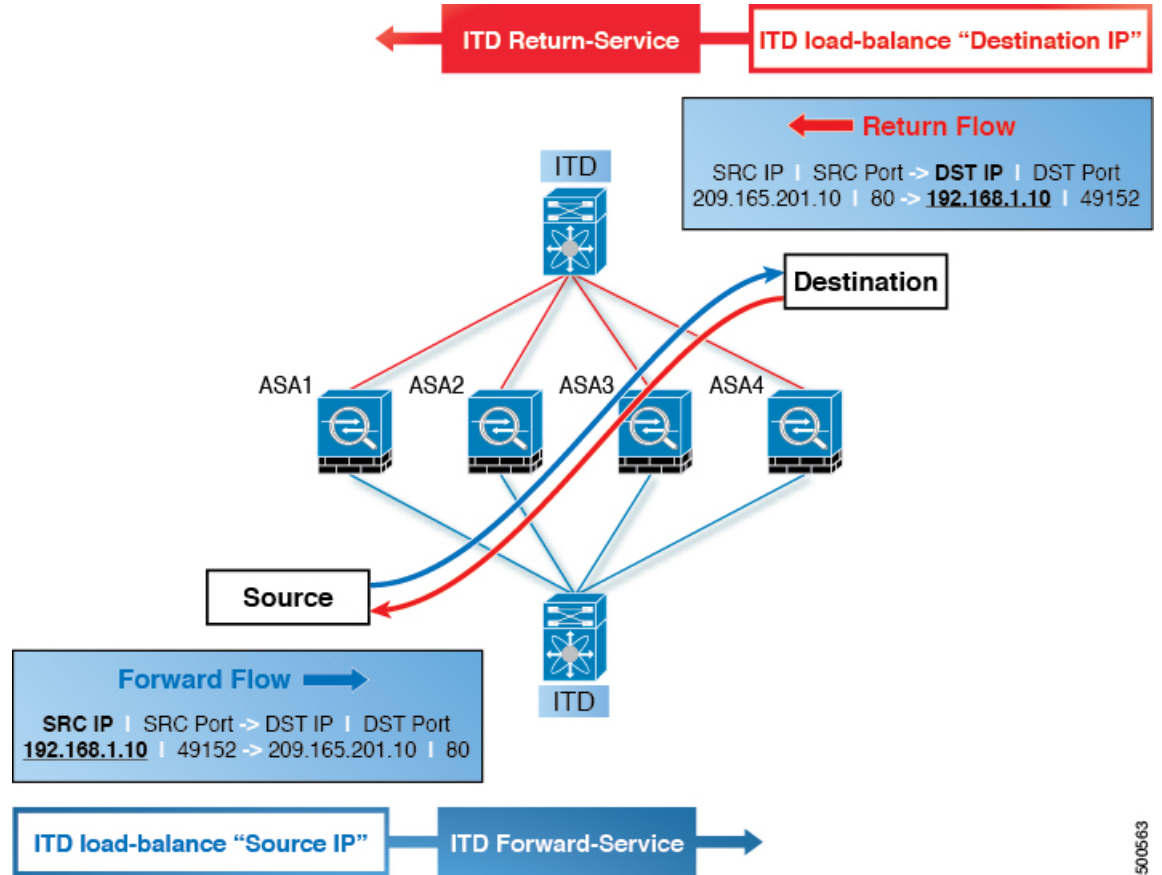 ITD Return-Service
ITD load-balance “Destination IP”
Return Flow
SRC IP | SRC Port -> DST IP | DST Port
209.165.201.10 | 80 -> 192.168.1.10 | 49152
ITD
Destination
ASA1
ASA2
ASA3
ASA4
Source
ITD
Forward Flow
SRC IP | SRC Port -> DST IP | DST Port
192.168.1.10 | 49152 -> 209.165.201.10 | 80
ITD load-balance “Source IP”
ITD Forward-Service
500563